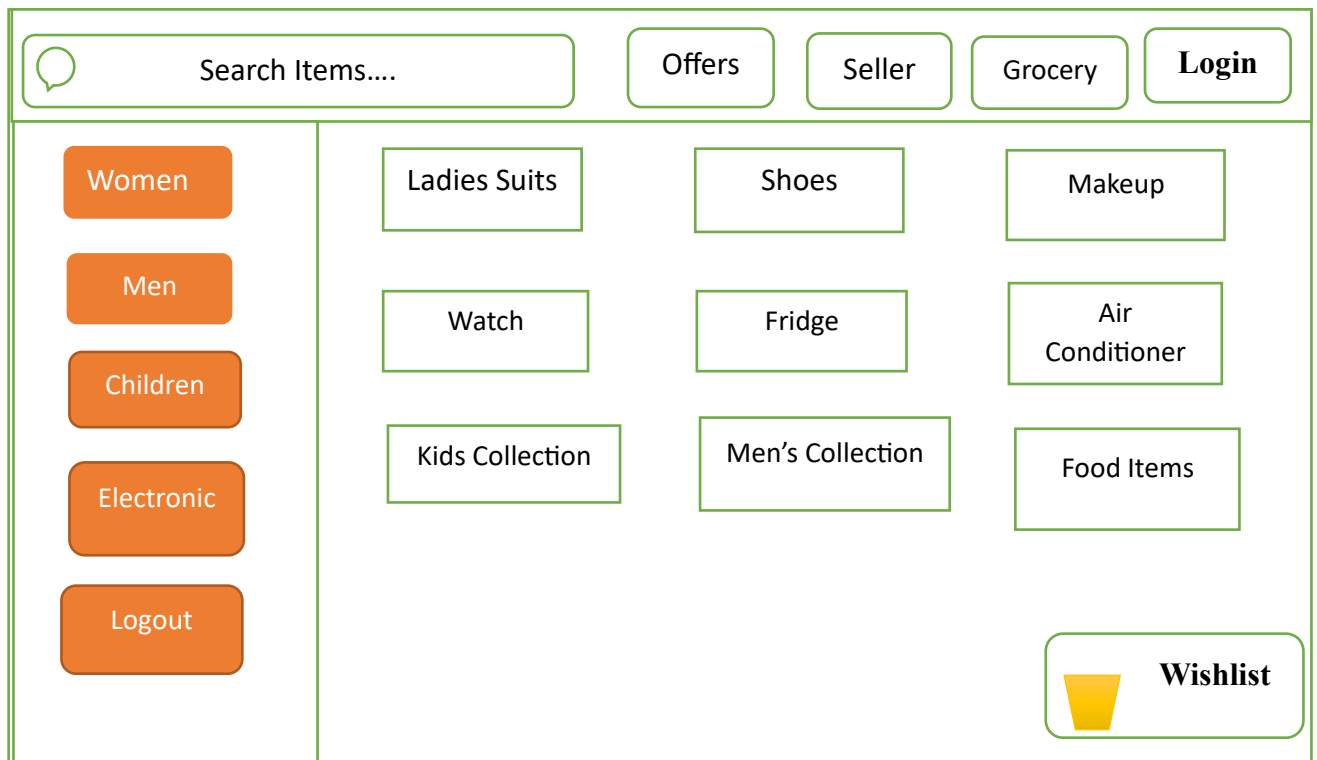 Search Items....
Offers
Seller
Grocery
Login
Women
Men
Children
Electronic
Logout
Ladies Suits
Shoes
Makeup
Watch
Fridge
Air
Conditioner
Kids Collection
Men’s Collection
Food Items
Wishlist